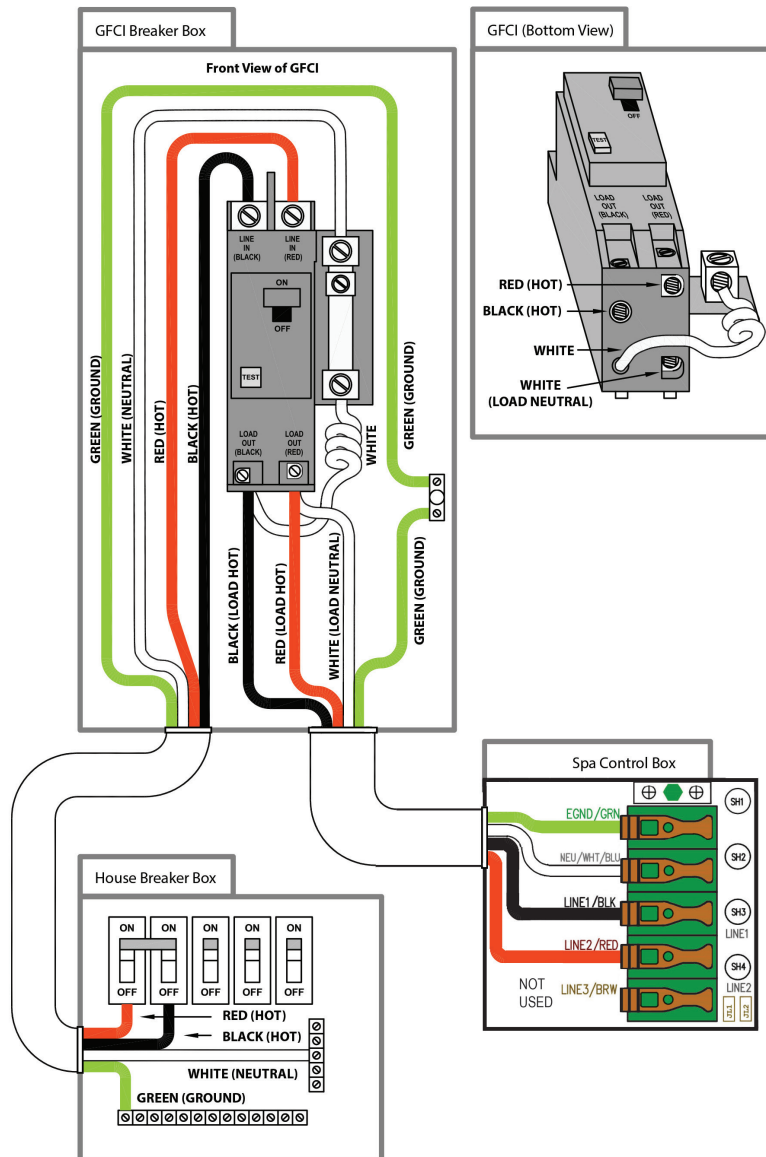 GFCI Breaker Box
Front View of GFCI
GREEN (GROUND)
WHITE (NEUTRAL)
RED (HOT)
BLACK (HOT)
LINE
IN
(BLACK)
LINE
IN
(RED)
ON
OFF
TEST
LOAD
OUT
(BLACK)
LOAD
OUT
(RED)
WHITE
GREEN (GROUND)
BLACK (LOAD HOT)
RED (LOAD HOT)
WHITE (LOAD NEUTRAL)
GREEN (GROUND)
GFCI (Bottom View)
OFF
TEST
LOAD
OUT
(BLACK)
LOAD
OUT
(RED)
RED (HOT)
BLACK (HOT)
WHITE
WHITE
(LOAD NEUTRAL)
Spa Control Box
EGND/GRN
NEU/WHT/BLU
LINE1/BLK
LINE2/RED
NOT
USED
LINE3/BRW
SH1
SH2
SH3
LINE1
SH4
LINE2
JL1
JL2
House Breaker Box
ON ON ON ON ON
OFF OFF OFF OFF OFF
RED (HOT)
BLACK (HOT)
WHITE (NEUTRAL)
GREEN (GROUND)